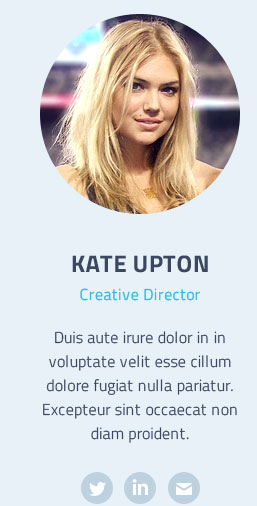 KATE UPTON
Creative Director
Duis aute irure dolor in in
voluptate velit esse cillum
dolore fugiat nulla pariatur.
Excepteur sint occaecat non
diam proident.
in